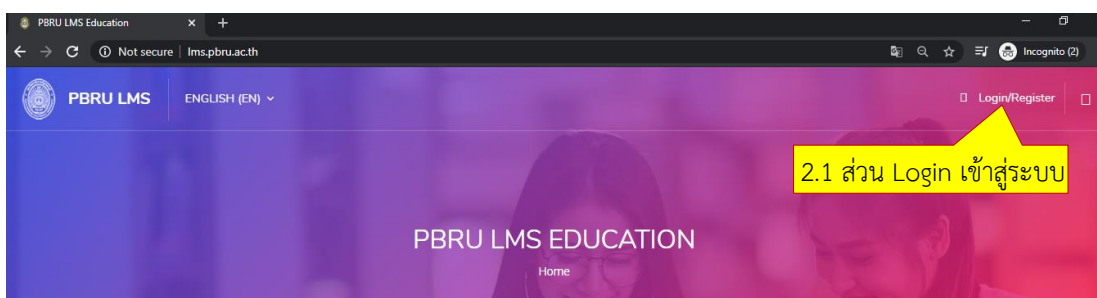 PBRU LMS Education
Not secure | lms.pbru.ac.th
Incognito (2)
PBRU LMS
ENGLISH (EN)
Login/Register
2.1 ส่วน Login เข้าสู่ระบบ
PBRU LMS EDUCATION
Home